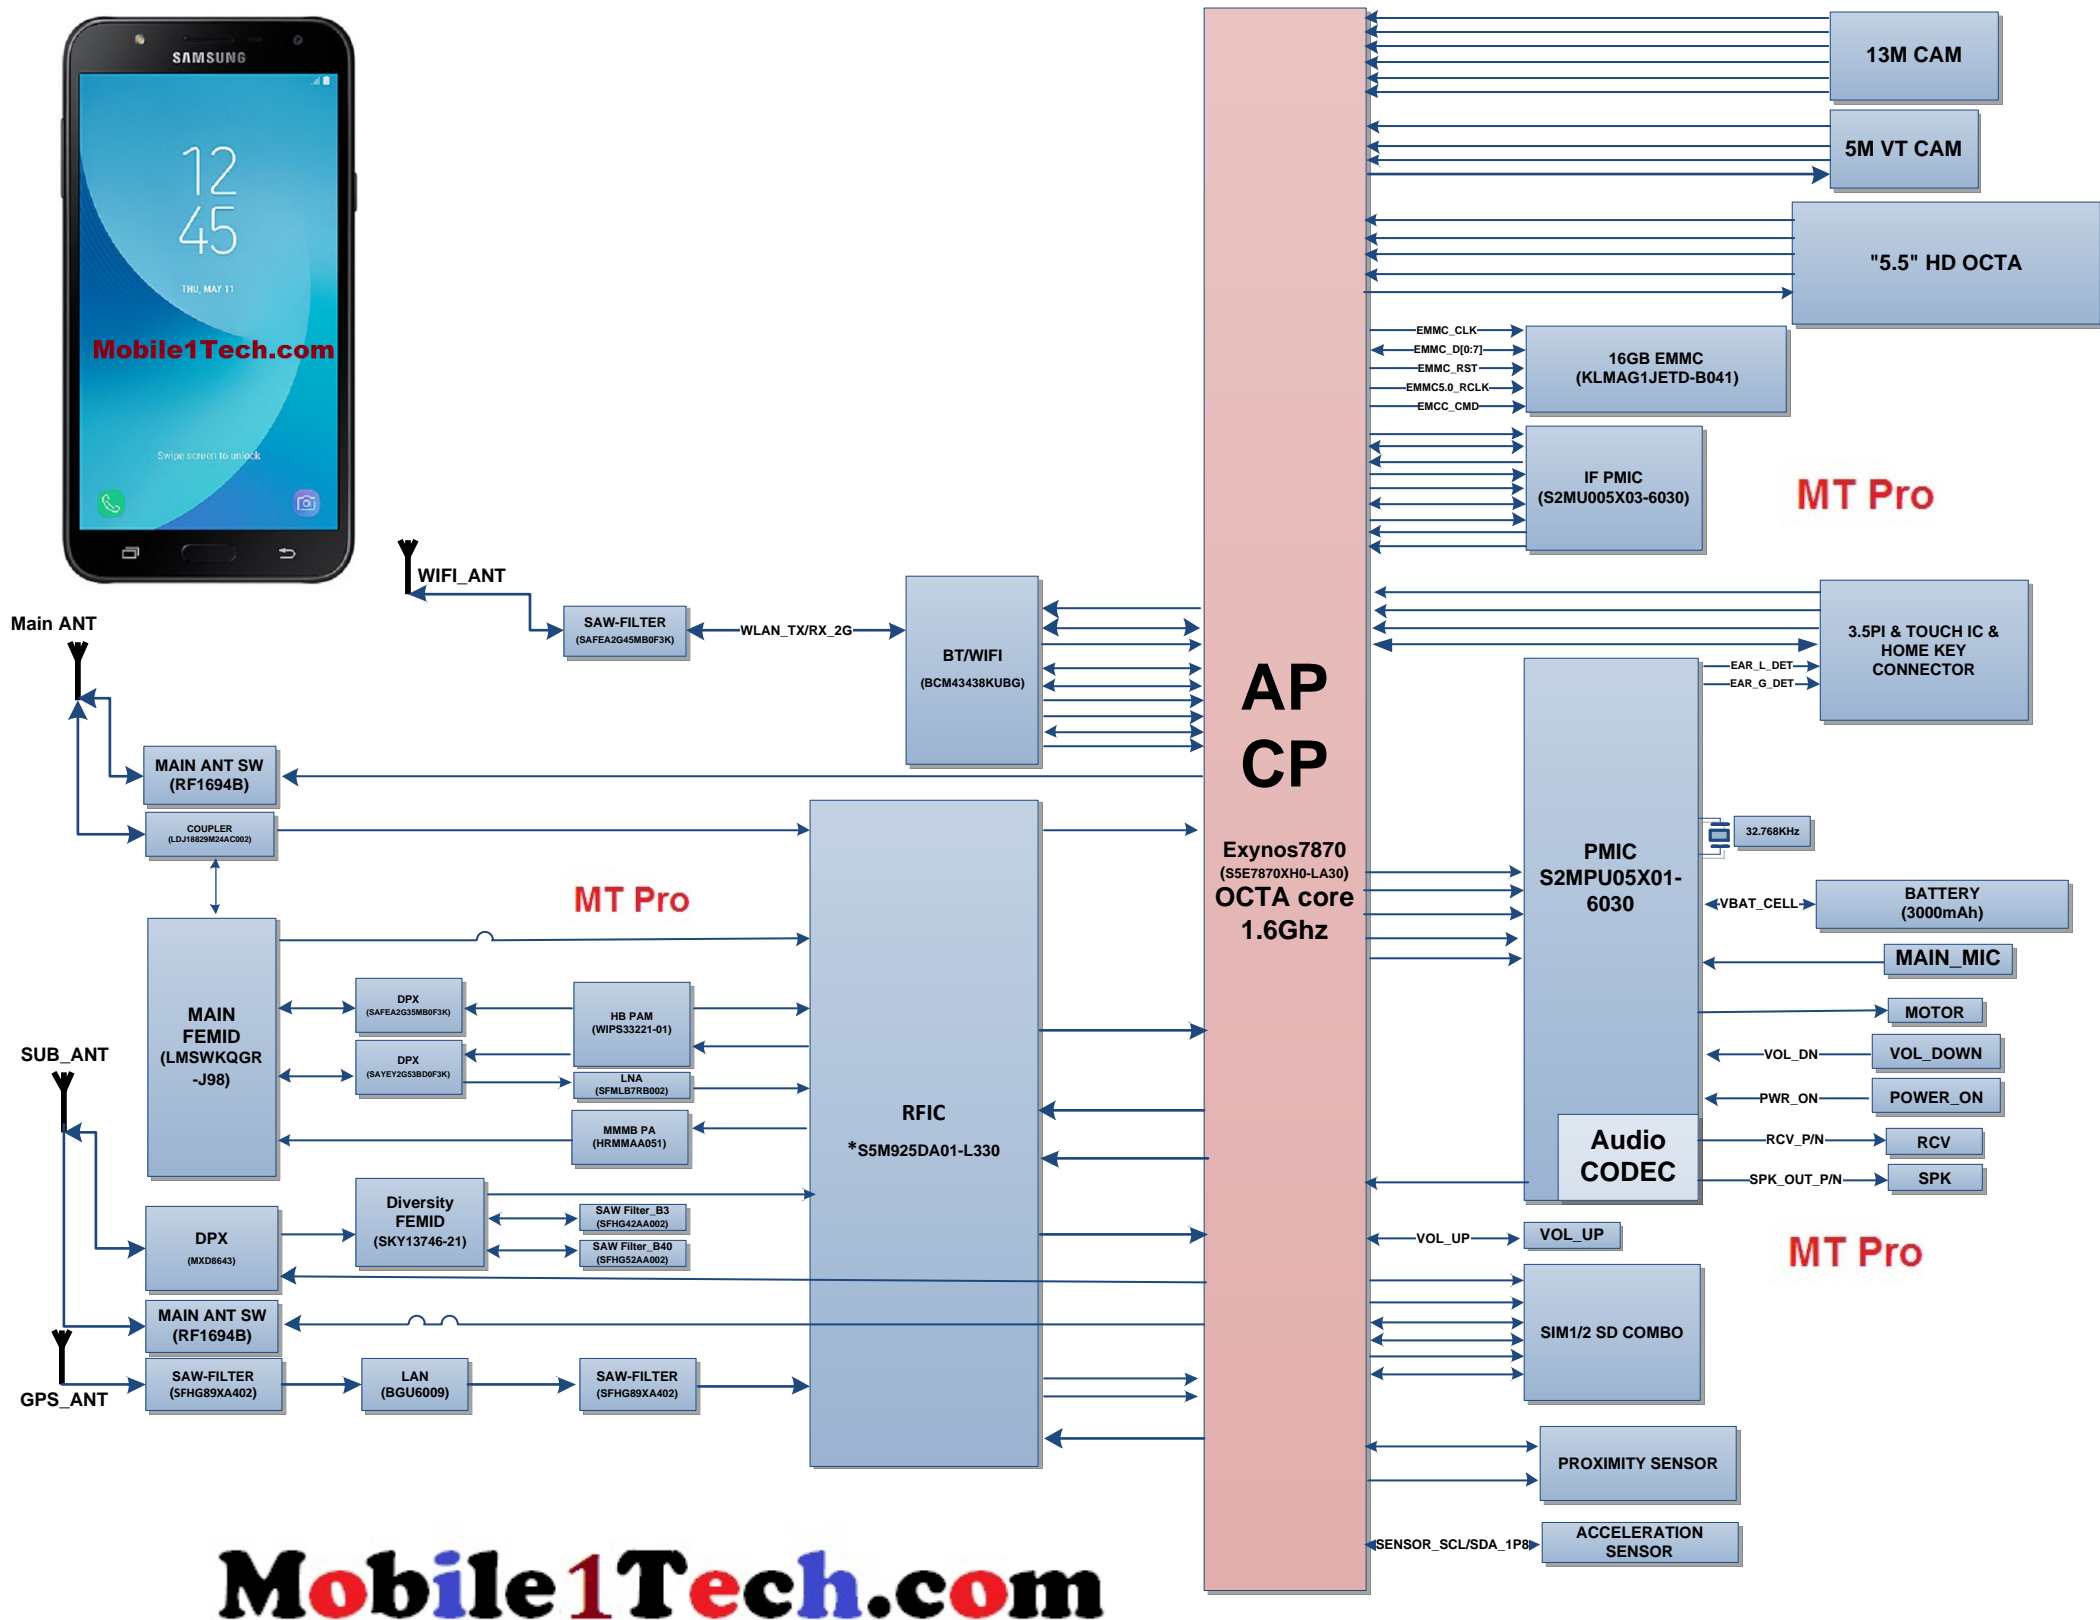 SAMSUNG
12
45
THU, MAY 11
Mobile1Tech.com
Swipe screen to unlock
13M CAM
5M VT CAM
"5.5" HD OCTA
EMMC_CLK
EMMC_D[0:7]
EMMC_RST
EMMC5.0_RCLK
EMCC_CMD
16GB EMMC
(KLMAG1JETD-B041)
IF PMIC
(S2MU005X03-6030)
MT Pro
WIFI_ANT
SAW-FILTER
(SAFEA2G45MB0F3K)
WLAN_TX/RX_2G
BT/WIFI
(BCM43438KUBG)
Main ANT
MAIN ANT SW
(RF1694B)
COUPLER
(LDJ18829M24AC002)
AP
CP
Exynos7870
(S5E7870XH0-LA30)
OCTA core
1.6Ghz
3.5PI & TOUCH IC &
HOME KEY
CONNECTOR
EAR_L_DET
EAR_G_DET
PMIC
S2MPU05X01-
6030
32.768KHz
VBAT_CELL
BATTERY
(3000mAh)
MAIN_MIC
MOTOR
VOL_DN
VOL_DOWN
PWR_ON
POWER_ON
Audio
CODEC
RCV_P/N
RCV
SPK_OUT_P/N
SPK
MT Pro
MAIN
FEMID
(LMSWKQGR
-J98)
DPX
(SAFEA2G35MB0F3K)
HB PAM
(WIPS33221-01)
DPX
(SAYEY2G53BD0F3K)
LNA
(SFMLB7RB002)
MMMB PA
(HRMMAA051)
RFIC
*S5M925DA01-L330
SUB_ANT
DPX
(MXD8643)
Diversity
FEMID
(SKY13746-21)
SAW Filter_B3
(SFHG42AA002)
SAW Filter_B40
(SFHG52AA002)
MAIN ANT SW
(RF1694B)
GPS_ANT
SAW-FILTER
(SFHG89XA402)
LAN
(BGU6009)
SAW-FILTER
(SFHG89XA402)
VOL_UP
VOL_UP
MT Pro
SIM1/2 SD COMBO
PROXIMITY SENSOR
SENSOR_SCL/SDA_1P8
ACCELERATION
SENSOR
Mobile1Tech.com